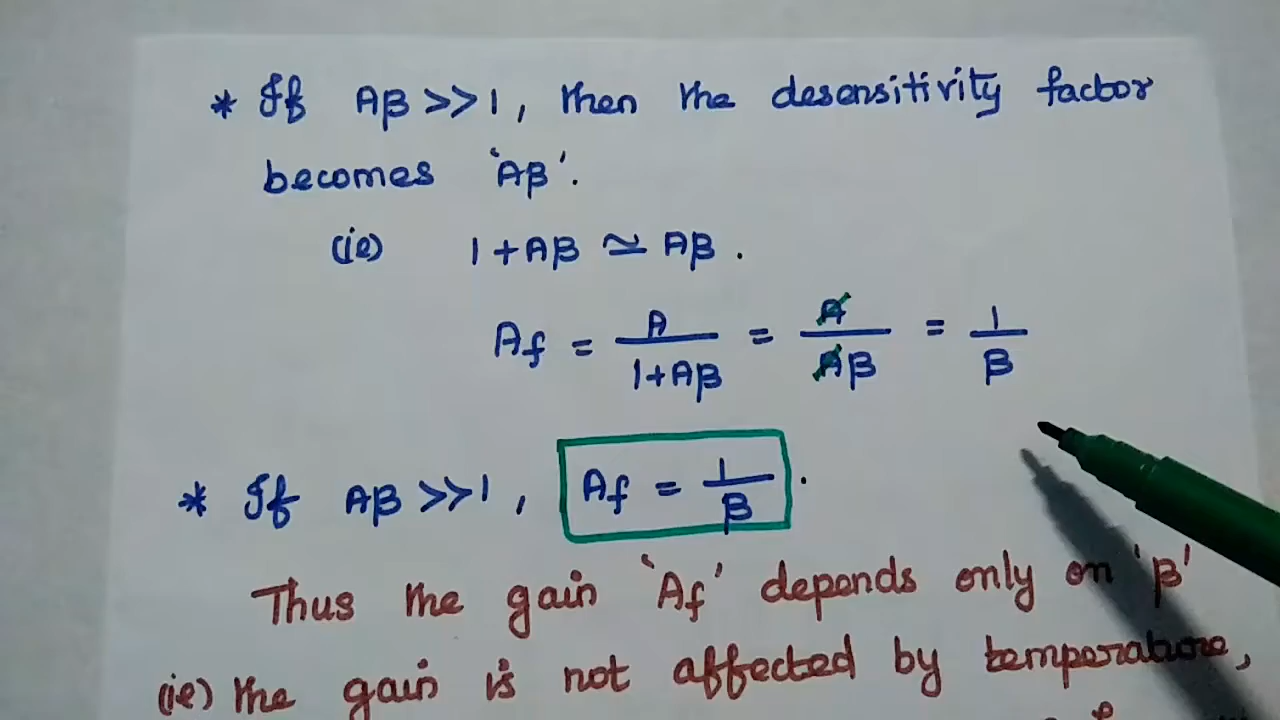 * If Aβ >> 1, then the desensitivity factor
becomes 'Aβ'.
(ie) 1 + Aβ ≃ Aβ.
Af = A / 1+Aβ = A / Aβ = 1 / β
* If Aβ >> 1, Af = 1 / β.
Thus the gain 'Af' depends only on 'β'
(ie) the gain is not affected by temperature,